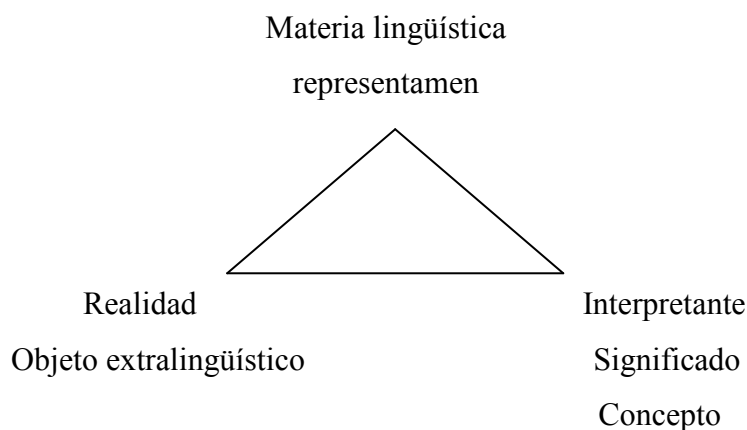 Materia lingüística
representamen
Realidad
Objeto extralingüístico
Interpretante
Significado
Concepto